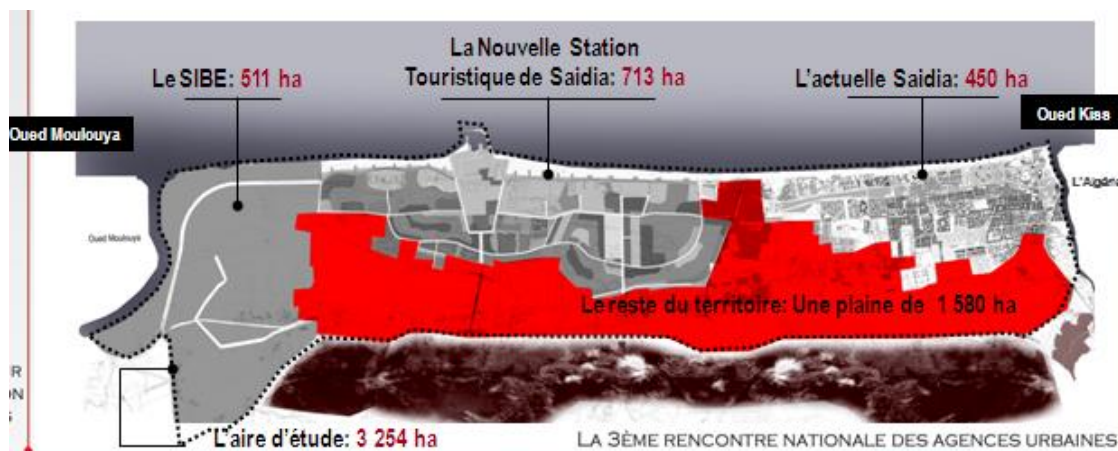 La Nouvelle Station
Le SIBE: 511 ha
Touristique de Saidia: 713 ha
L'actuelle Saidia: 450 ha
Oued Moulouya
Oued Kiss
L'Algérie
Oued Moulouya
Le reste du territoire: Une plaine de 1 580 ha
R
ON
S
L'aire d'étude: 3 254 ha
LA 3ÈME RENCONTRE NATIONALE DES AGENCES URBAINES